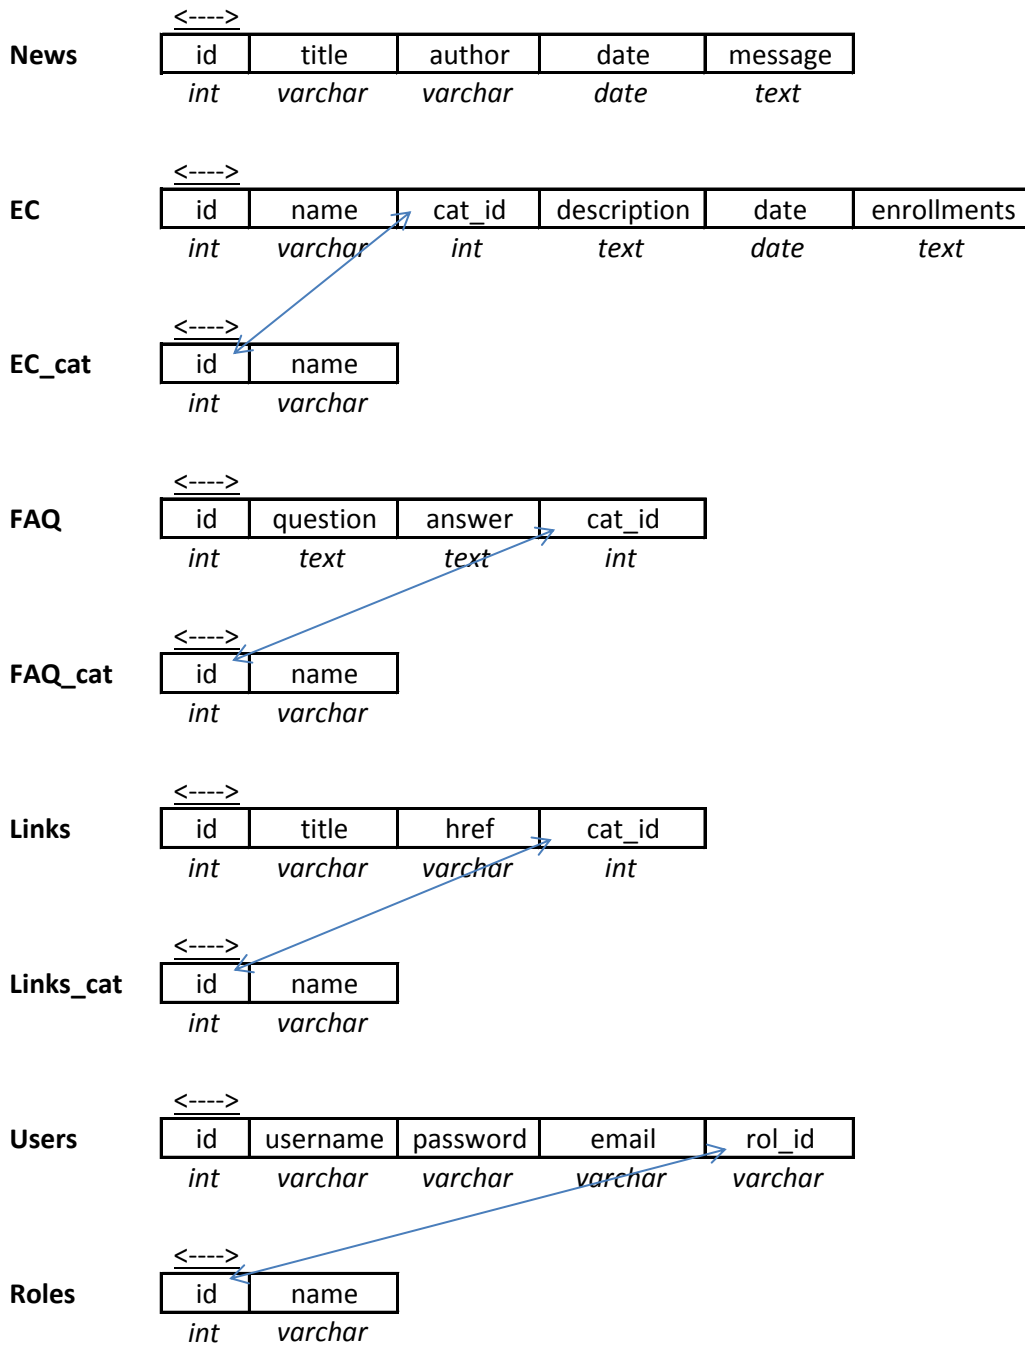 <---->
News id title author date message
int varchar varchar date text
<---->
EC id name cat_id description date enrollments
int varchar int text date text
<---->
EC_cat id name
int varchar
<---->
FAQ id question answer cat_id
int text text int
<---->
FAQ_cat id name
int varchar
<---->
Links id title href cat_id
int varchar varchar int
<---->
Links_cat id name
int varchar
<---->
Users id username password email rol_id
int varchar varchar varchar varchar
<---->
Roles id name
int varchar